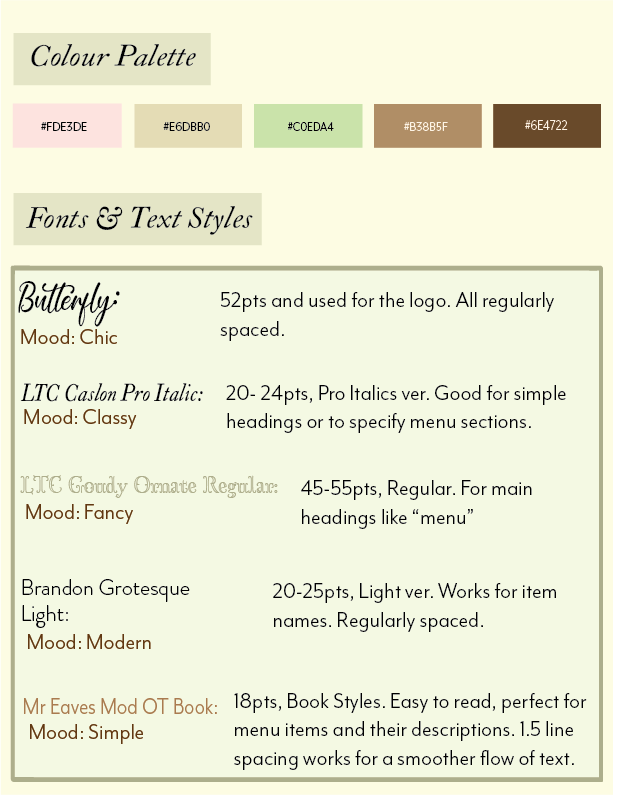 Colour Palette
#FDE3DE
#E6DBB0
#C0EDA4
#B38B5F
#6E4722
Fonts & Text Styles
Butterfly:
Mood: Chic
52pts and used for the logo. All regularly
spaced.
LTC Caslon Pro Italic:
Mood: Classy
20- 24pts, Pro Italics ver. Good for simple
headings or to specify menu sections.
LTC Goudy Ornate Regular:
Mood: Fancy
45-55pts, Regular. For main
headings like “menu”
Brandon Grotesque
Light:
Mood: Modern
20-25pts, Light ver. Works for item
names. Regularly spaced.
Mr Eaves Mod OT Book:
Mood: Simple
18pts, Book Styles. Easy to read, perfect for
menu items and their descriptions. 1.5 line
spacing works for a smoother flow of text.